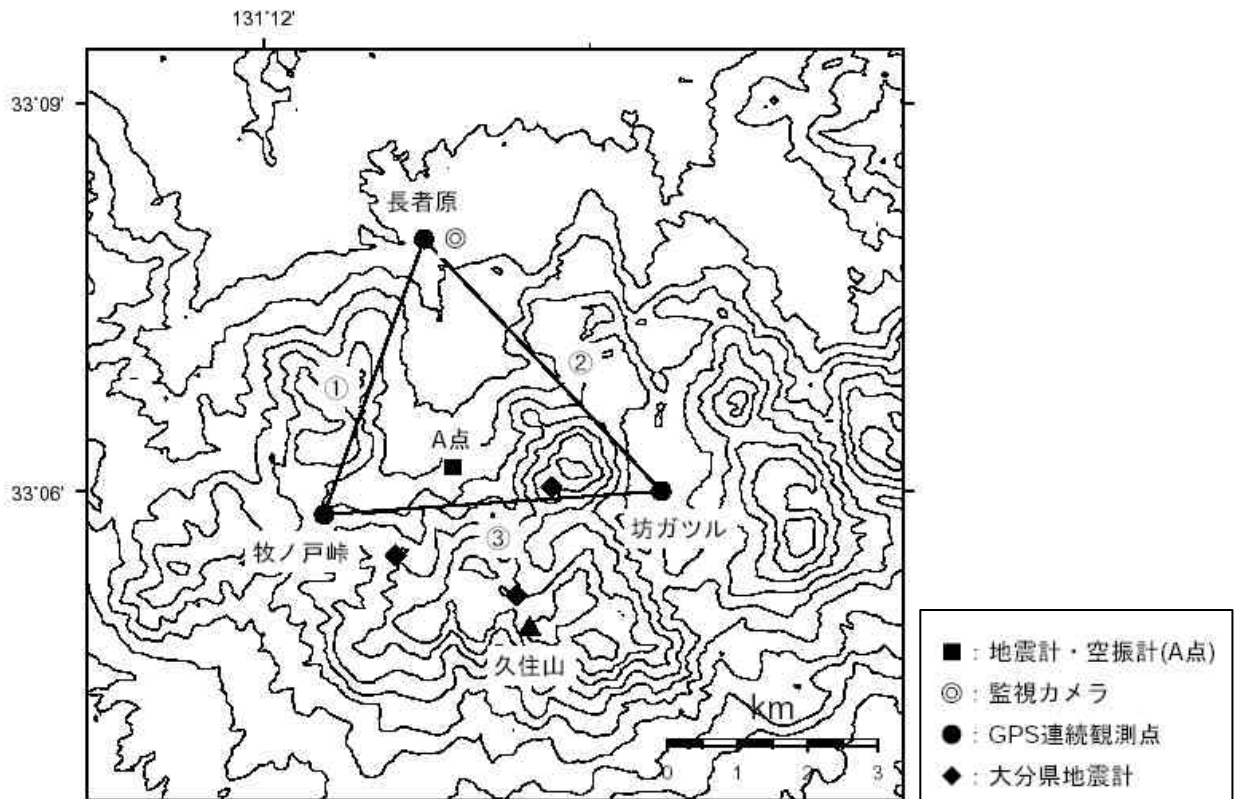 131°12'
33°09'
長者原
①
②
A点
33°06'
③
坊ガツル
牧ノ戸峠
久住山
km
0 1 2 3
■ : 地震計・空振計(A点)
◎ : 監視カメラ
● : GPS連続観測点
◆ : 大分県地震計